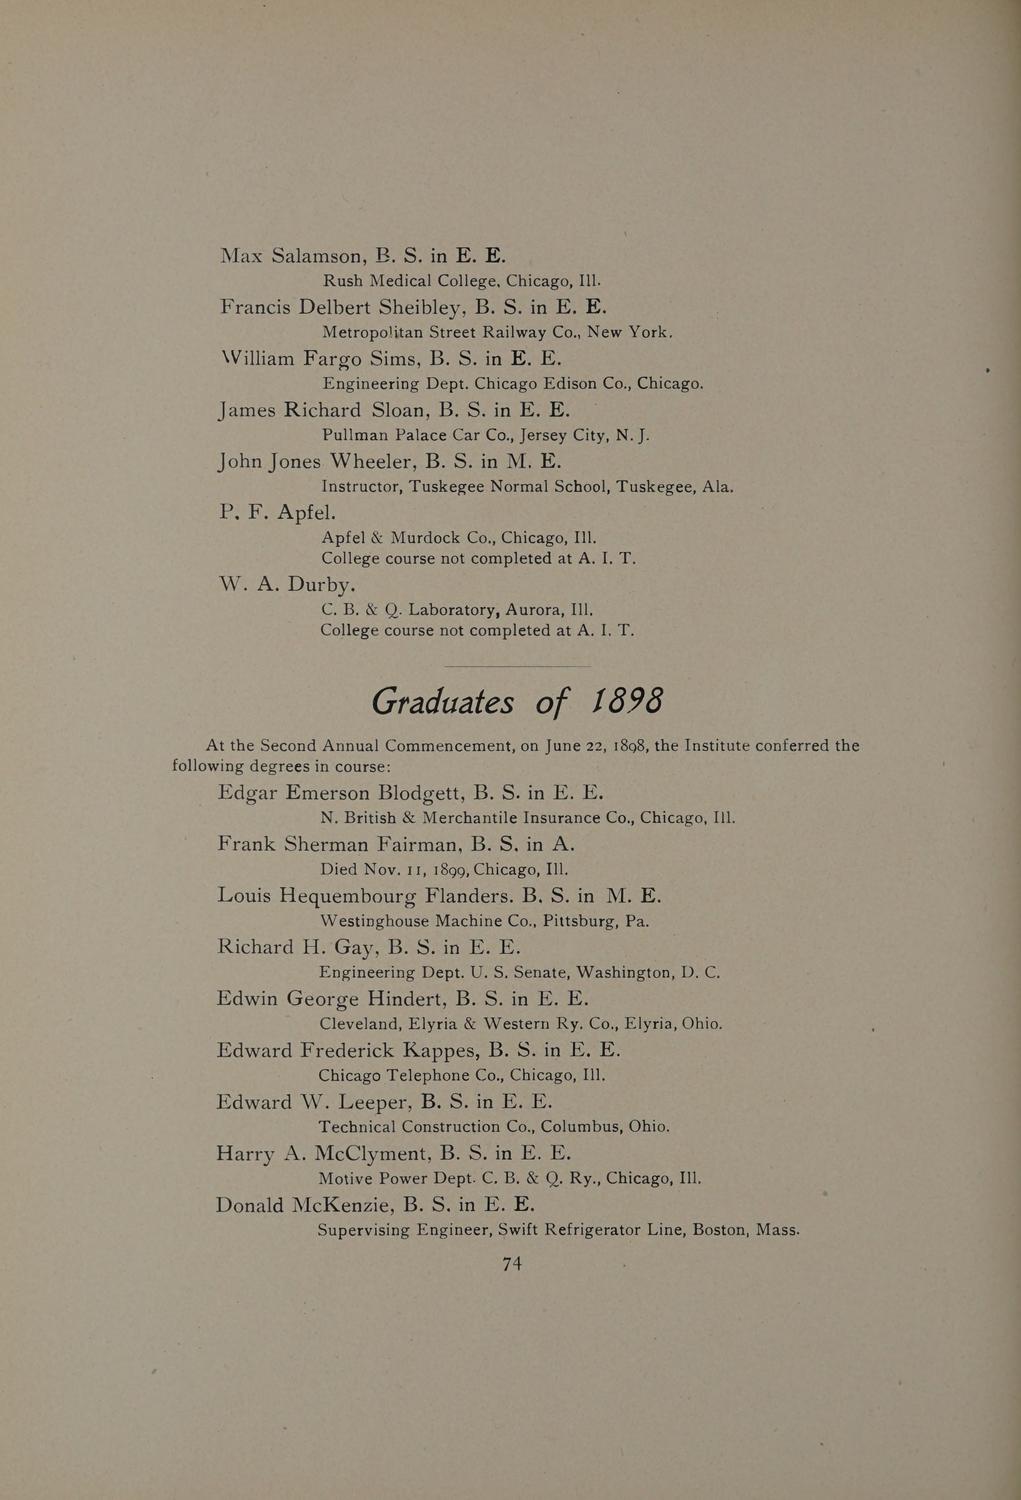 Max Salamson, B. S. in E. E.
Rush Medical College, Chicago, Ill.
Francis Delbert Sheibley, B. S. in E. E.
Metropolitan Street Railway Co., New York.
William Fargo Sims, B. S. in E. E.
Engineering Dept. Chicago Edison Co., Chicago.
James Richard Sloan, B. S. in E. E.
Pullman Palace Car Co., Jersey City, N. J.
John Jones Wheeler, B. S. in M. E.
Instructor, Tuskegee Normal School, Tuskegee, Ala.
P. F. Apfel.
Apfel & Murdock Co., Chicago, Ill.
College course not completed at A. I. T.
W. A. Durby.
C. B. & Q. Laboratory, Aurora, Ill.
College course not completed at A. I. T.
Graduates of 1898
At the Second Annual Commencement, on June 22, 1898, the Institute conferred the
following degrees in course:
Edgar Emerson Blodgett, B. S. in E. E.
N. British & Merchantile Insurance Co., Chicago, Ill.
Frank Sherman Fairman, B. S. in A.
Died Nov. 11, 1899, Chicago, Ill.
Louis Hequembourg Flanders. B. S. in M. E.
Westinghouse Machine Co., Pittsburg, Pa.
Richard H. Gay, B. S. in E. E.
Engineering Dept. U. S. Senate, Washington, D. C.
Edwin George Hindert, B. S. in E. E.
Cleveland, Elyria & Western Ry. Co., Elyria, Ohio.
Edward Frederick Kappes, B. S. in E. E.
Chicago Telephone Co., Chicago, Ill.
Edward W. Leeper, B. S. in E. E.
Technical Construction Co., Columbus, Ohio.
Harry A. McClyment, B. S. in E. E.
Motive Power Dept. C. B. & Q. Ry., Chicago, Ill.
Donald McKenzie, B. S. in E. E.
Supervising Engineer, Swift Refrigerator Line, Boston, Mass.
74